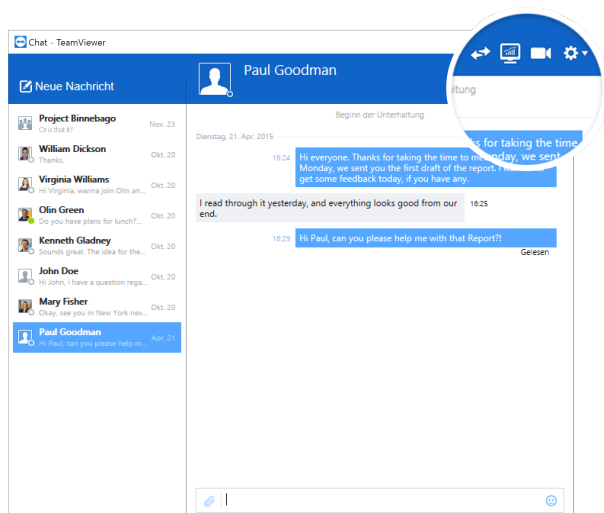 Chat - TeamViewer
Neue Nachricht
Project Binnebago
Nov. 23
Or is that it?
William Dickson
Okt. 20
Thanks.
Virginia Williams
Okt. 20
Hi Virginia, wanna join Olin an...
Olin Green
Okt. 20
Do you have plans for lunch?...
Kenneth Gladney
Okt. 20
Sounds great. The idea for the...
John Doe
Okt. 20
Hi John, I have a question rega...
Mary Fisher
Okt. 20
Okay, see you in New York nes...
Paul Goodman
Apr. 21
Hi Paul, can you please help m...
Paul Goodman
ltung
ks for taking the time
nday, we sent
Beginn der Unterhaltung
Dienstag, 21. Apr. 2015
16:24
Hi everyone. Thanks for taking the time to me
Monday, we sent you the first draft of the report. I
get some feedback today, if you have any.
I read through it yesterday, and everything looks good from our
end.
16:25
16:29
Hi Paul, can you please help me with that Report?!
Gelesen